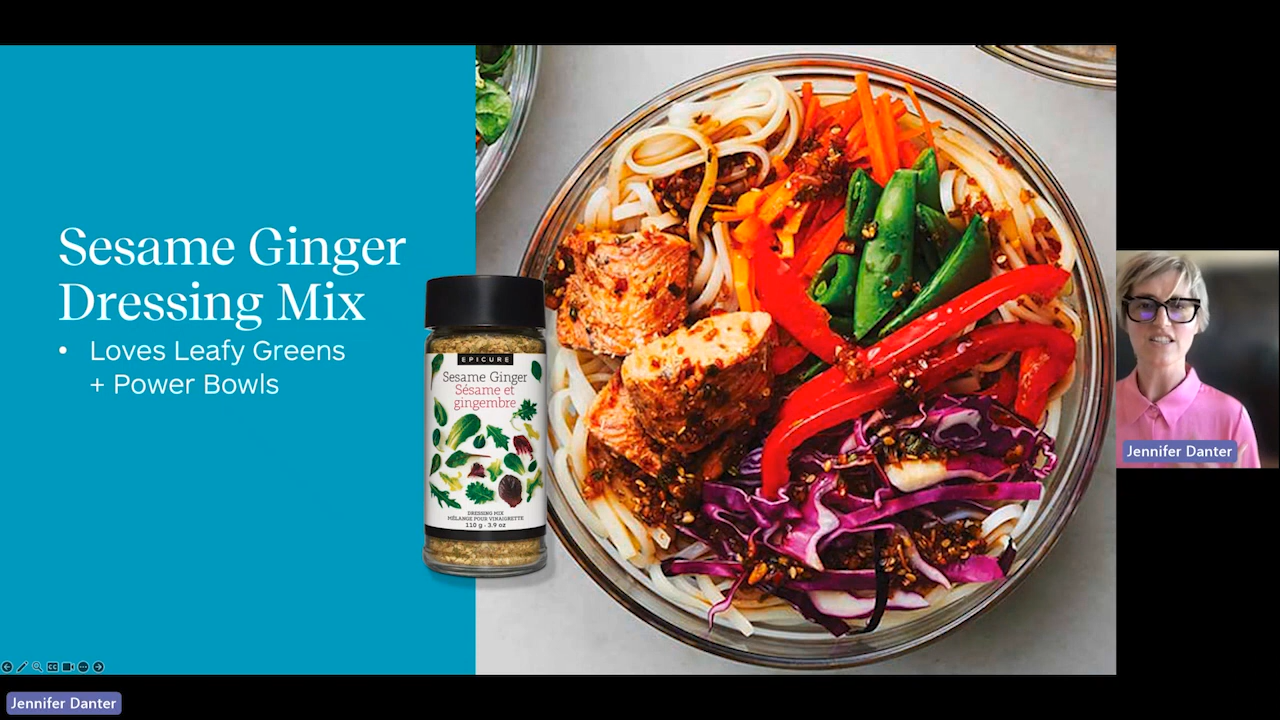 Sesame Ginger
Dressing Mix
• Loves Leafy Greens
+ Power Bowls
EPICURE
Sesame Ginger
Sésame et
gingembre
DRESSING MIX
MÉLANGE POUR VINAIGRETTE
110 g · 3.9 oz
Jennifer Danter
CC
Jennifer Danter